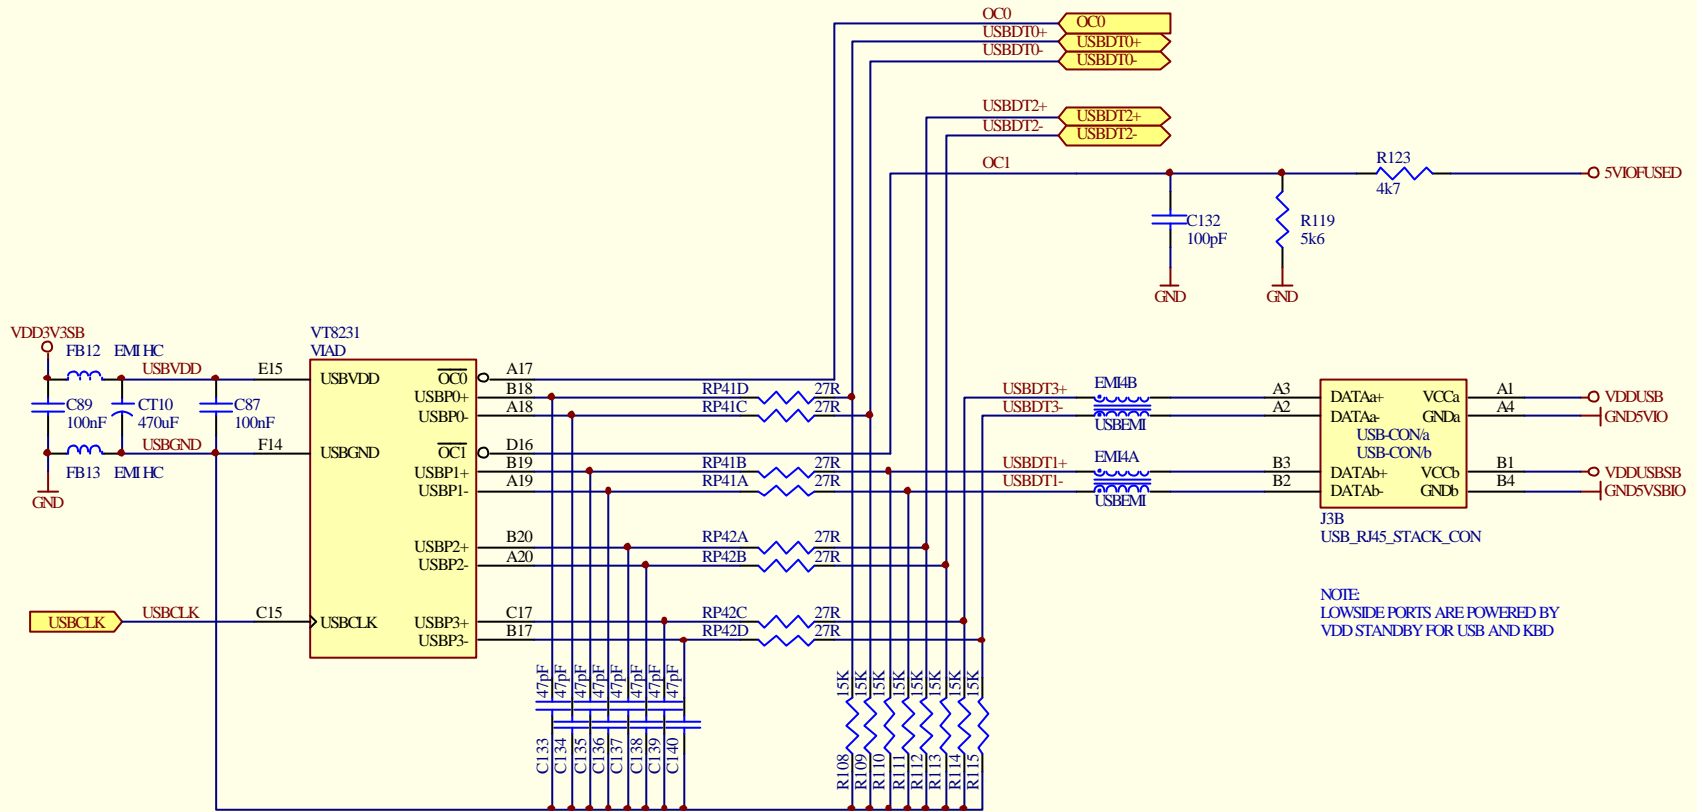 OC0 OC0
USBDT0+ USBDT0+
USBDT0- USBDT0-
USBDT2+ USBDT2+
USBDT2- USBDT2-
OC1
R123
4k7
5VIOFUSED
C132
100pF
R119
5k6
GND
GND
VDD3V3SB
FB12 EMI HC
USBVDD
E15
C89
100nF
CT10
470uF
C87
100nF
USBGND
F14
FB13 EMI HC
GND
VT8231
VIAD
USBVDD
OC0
USBP0+
USBP0-
USBGND
OC1
USBP1+
USBP1-
USBP2+
USBP2-
USBCLK
USBP3+
USBP3-
USBCLK
USBCLK
C15
A17
B18
A18
D16
B19
A19
B20
A20
C17
B17
RP41D 27R
RP41C 27R
RP41B 27R
RP41A 27R
RP42A 27R
RP42B 27R
RP42C 27R
RP42D 27R
USBDT3+
USBDT3-
EMI4B
USBEMI
USBDT1+
USBDT1-
EMI4A
USBEMI
A3
A2
B3
B2
DATAa+ VCCa
DATAa- GNDa
USB-CON/a
USB-CON/b
DATAb+ VCCb
DATAb- GNDb
A1
A4
B1
B4
VDDUSB
GND5VIO
VDDUSBSB
GND5VSBIO
J3B
USB_RJ45_STACK_CON
NOTE:
LOWSIDE PORTS ARE POWERED BY
VDD STANDBY FOR USB AND KBD
47pF
47pF
47pF
47pF
47pF
47pF
47pF
47pF
C133
C134
C135
C136
C137
C138
C139
C140
15K
15K
15K
15K
15K
15K
15K
15K
R108
R109
R110
R111
R112
R113
R114
R115